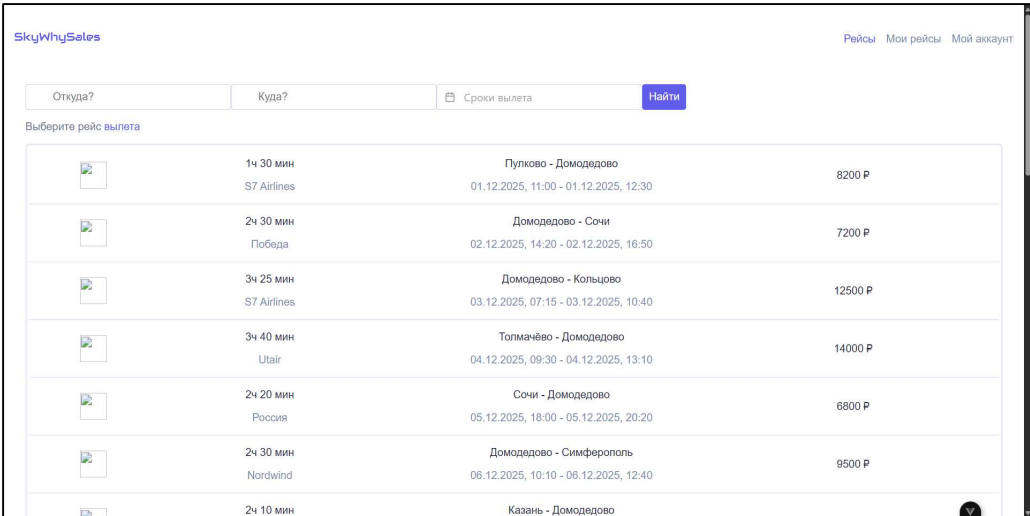 SkyWhySales
Рейсы Мои рейсы Мой аккаунт
Откуда? Куда? Сроки вылета Найти
Выберите рейс вылета
1ч 30 мин Пулково - Домодедово
8200 ₽
S7 Airlines 01.12.2025, 11:00 - 01.12.2025, 12:30
2ч 30 мин Домодедово - Сочи
7200 ₽
Победа 02.12.2025, 14:20 - 02.12.2025, 16:50
3ч 25 мин Домодедово - Кольцово
12500 ₽
S7 Airlines 03.12.2025, 07:15 - 03.12.2025, 10:40
3ч 40 мин Толмачёво - Домодедово
14000 ₽
Utair 04.12.2025, 09:30 - 04.12.2025, 13:10
2ч 20 мин Сочи - Домодедово
6800 ₽
Россия 05.12.2025, 18:00 - 05.12.2025, 20:20
2ч 30 мин Домодедово - Симферополь
9500 ₽
Nordwind 06.12.2025, 10:10 - 06.12.2025, 12:40
2ч 10 мин Казань - Домодедово